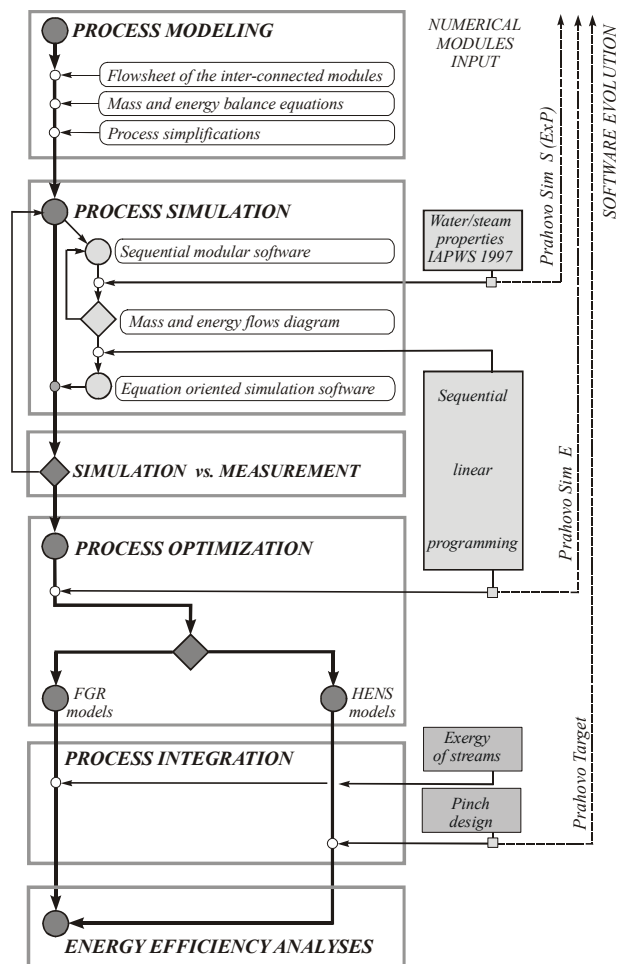 PROCESS MODELING
Flowsheet of the inter-connected modules
Mass and energy balance equations
Process simplifications
NUMERICAL
MODULES
INPUT
PROCESS SIMULATION
Sequential modular software
Mass and energy flows diagram
Equation oriented simulation software
Water/steam
properties
IAPWS 1997
SIMULATION vs. MEASUREMENT
Sequential
linear
programming
PROCESS OPTIMIZATION
FGR
models
HENS
models
PROCESS INTEGRATION
Exergy
of streams
Pinch
design
ENERGY EFFICIENCY ANALYSES
Prahovo Sim S (ExP)
Prahovo Sim E
Prahovo Target
SOFTWARE EVOLUTION